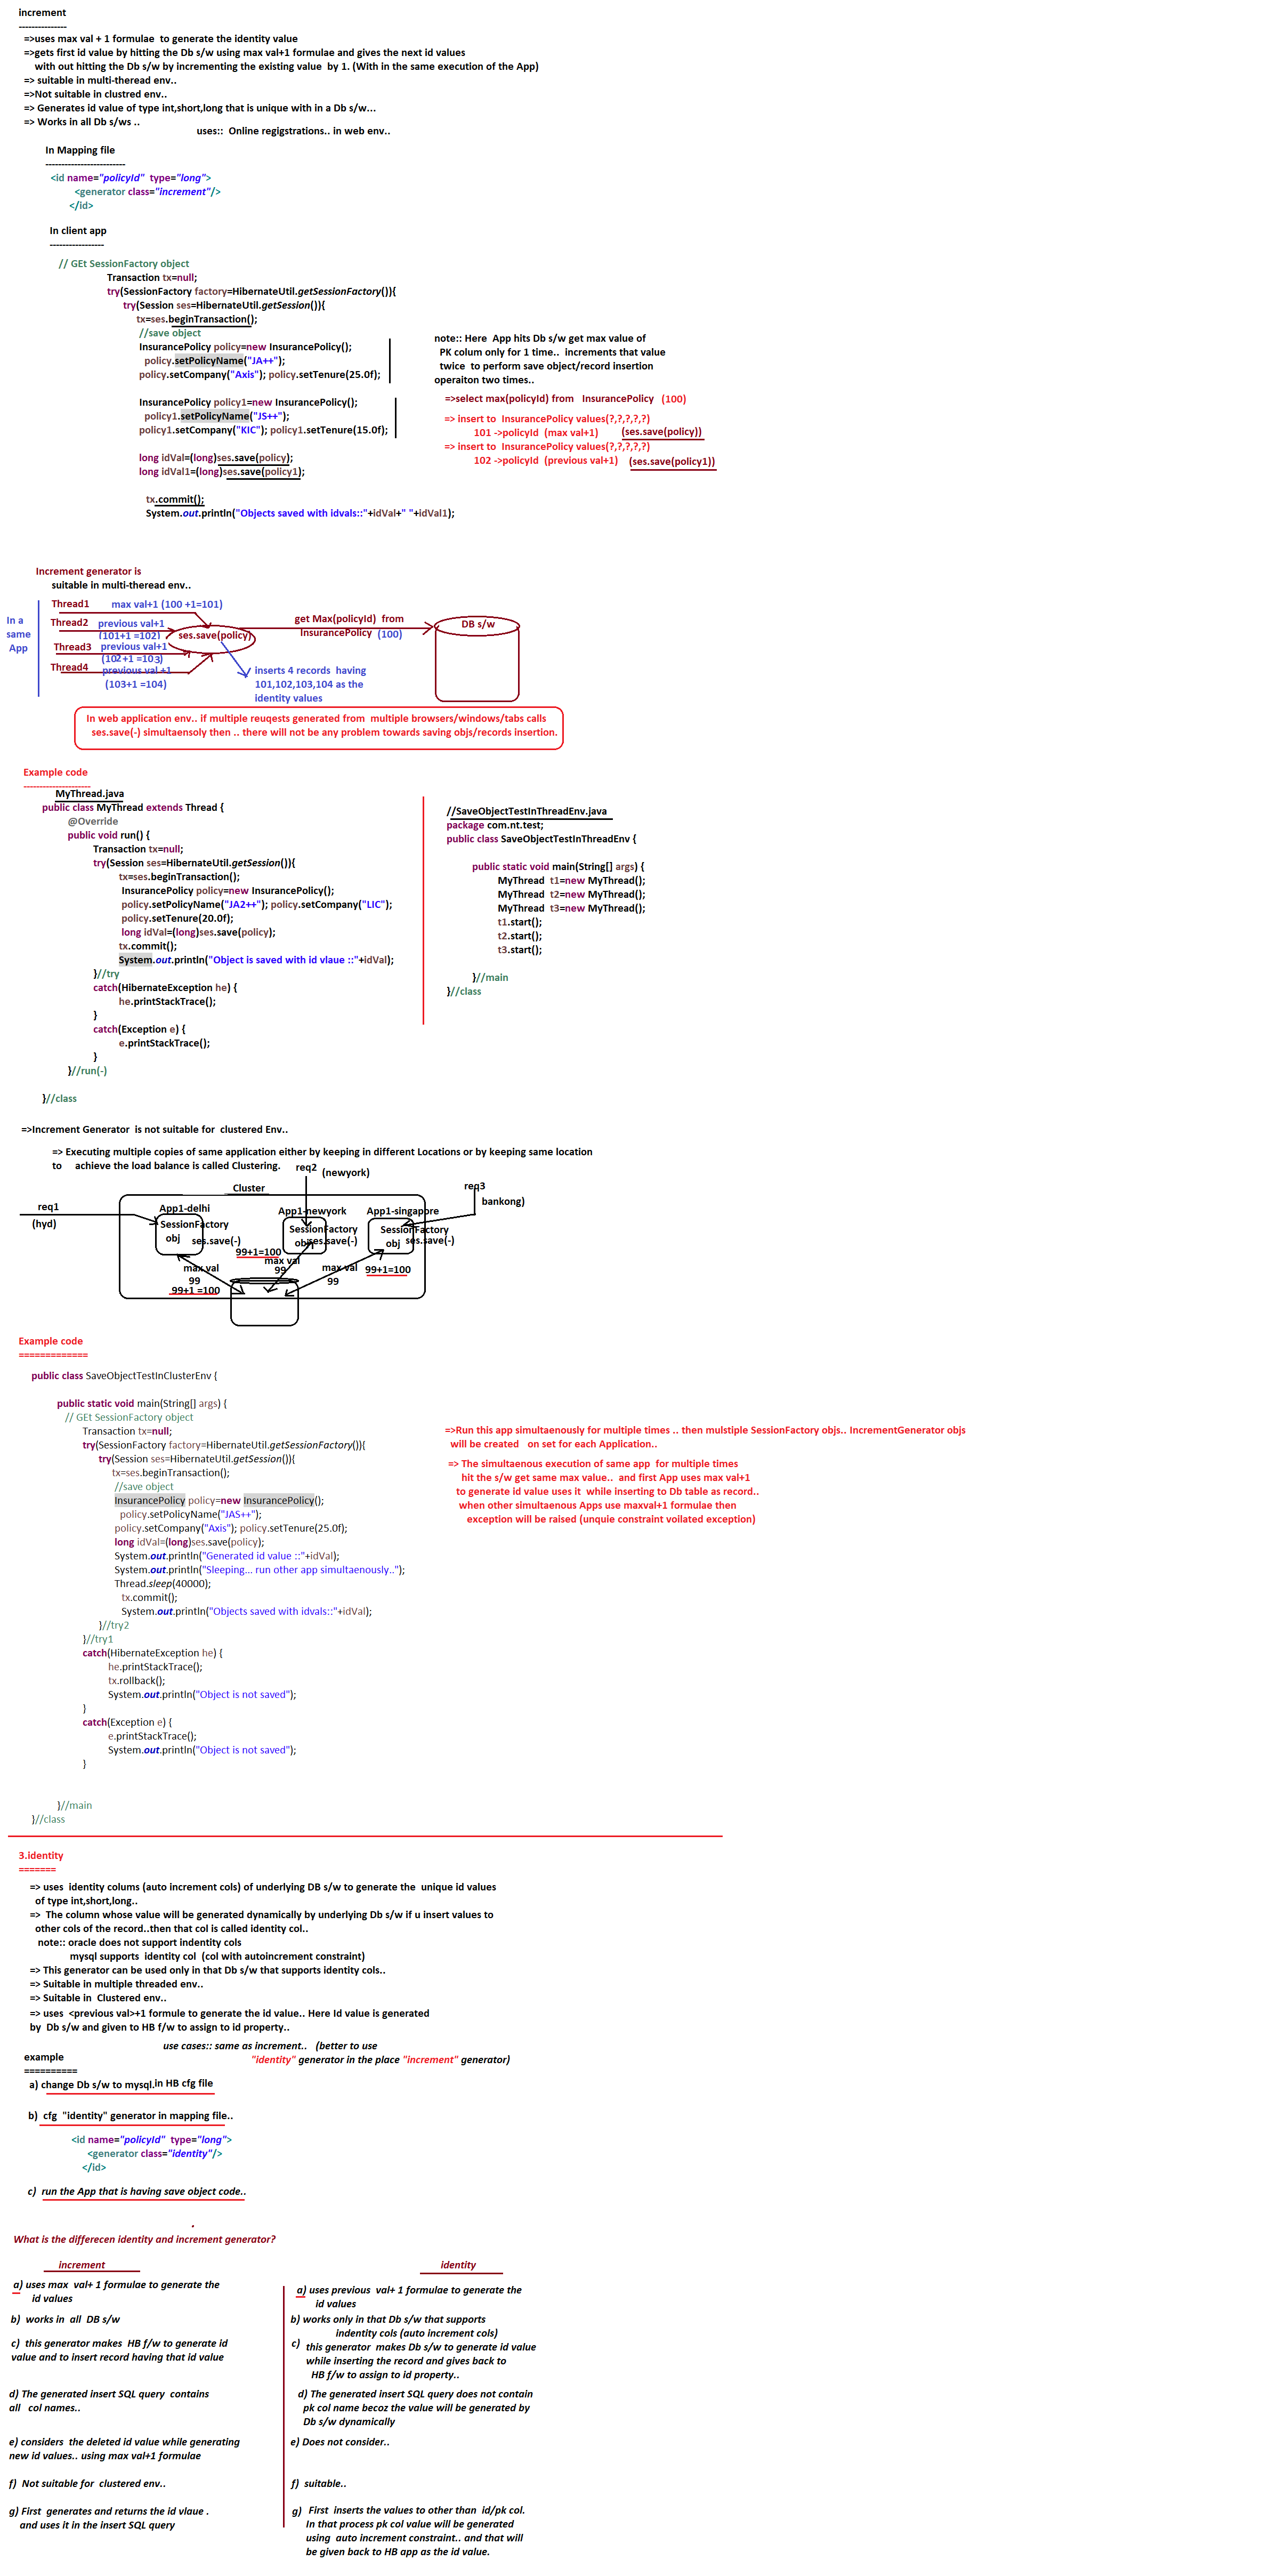 increment
---------------
=>uses max val + 1 formulae  to generate the identity value
=>gets first id value by hitting the Db s/w using max val+1 formulae and gives the next id values
with out hitting the Db s/w by incrementing the existing value  by 1. (With in the same execution of the App)
=> suitable in multi-theread env..
=>Not suitable in clustred env..
=> Generates id value of type int,short,long that is unique with in a Db s/w...
=> Works in all Db s/ws ..
uses::  Online regigstrations.. in web env..
In Mapping file
-------------------------
<id name="policyId"  type="long">
<generator class="increment"/>
</id>
In client app
-----------------
// GEt SessionFactory object
Transaction tx=null;
try(SessionFactory factory=HibernateUtil.getSessionFactory()){
try(Session ses=HibernateUtil.getSession()){
tx=ses.beginTransaction();
//save object
InsurancePolicy policy=new InsurancePolicy();
policy.setPolicyName("JA++");
policy.setCompany("Axis"); policy.setTenure(25.0f);
InsurancePolicy policy1=new InsurancePolicy();
policy1.setPolicyName("JS++");
policy1.setCompany("KIC"); policy1.setTenure(15.0f);
long idVal=(long)ses.save(policy);
long idVal1=(long)ses.save(policy1);
tx.commit();
System.out.println("Objects saved with idvals::"+idVal+" "+idVal1);
note:: Here  App hits Db s/w get max value of
PK colum only for 1 time..  increments that value
twice  to perform save object/record insertion
operaiton two times..
=>select max(policyId) from   InsurancePolicy   (100)
=> insert to  InsurancePolicy values(?,?,?,?,?)
101 ->policyId  (max val+1)   (ses.save(policy))
=> insert to  InsurancePolicy values(?,?,?,?,?)
102 ->policyId  (previous val+1)   (ses.save(policy1))
Increment generator is
suitable in multi-theread env..
In a
same
App
Thread1   max val+1 (100 +1=101)
Thread2   previous val+1
(101+1 =102)
Thread3   previous val+1
(102+1 =103)
Thread4   previous val +1
(103+1 =104)
ses.save(policy)
get Max(policyId)  from
InsurancePolicy  (100)
DB s/w
inserts 4 records  having
101,102,103,104 as the
identity values
In web application env.. if multiple reuqests generated from  multiple browsers/windows/tabs calls
ses.save(-) simultaensoly then .. there will not be any problem towards saving objs/records insertion.
Example code
---------------------
MyThread.java
public class MyThread extends Thread {
@Override
public void run() {
Transaction tx=null;
try(Session ses=HibernateUtil.getSession()){
tx=ses.beginTransaction();
InsurancePolicy policy=new InsurancePolicy();
policy.setPolicyName("JA2++"); policy.setCompany("LIC");
policy.setTenure(20.0f);
long idVal=(long)ses.save(policy);
tx.commit();
System.out.println("Object is saved with id vlaue ::"+idVal);
}//try
catch(HibernateException he) {
he.printStackTrace();
}
catch(Exception e) {
e.printStackTrace();
}
}//run(-)
}//class
//SaveObjectTestInThreadEnv.java
package com.nt.test;
public class SaveObjectTestInThreadEnv {
public static void main(String[] args) {
MyThread  t1=new MyThread();
MyThread  t2=new MyThread();
MyThread  t3=new MyThread();
t1.start();
t2.start();
t3.start();
}//main
}//class
=>Increment Generator  is not suitable for  clustered Env..
=> Executing multiple copies of same application either by keeping in different Locations or by keeping same location
to     achieve the load balance is called Clustering.
req2 (newyork)
req3
bankong)
req1
(hyd)
Cluster
App1-delhi
SessionFactory
obj
ses.save(-)
App1-newyork
SessionFactory
obj
ses.save(-)
App1-singapore
SessionFactory
obj
ses.save(-)
99+1=100
max val
99
99+1 =100
max val
99
max val
99
99+1=100
Example code
=============
public class SaveObjectTestInClusterEnv {
public static void main(String[] args) {
// GEt SessionFactory object
Transaction tx=null;
try(SessionFactory factory=HibernateUtil.getSessionFactory()){
try(Session ses=HibernateUtil.getSession()){
tx=ses.beginTransaction();
//save object
InsurancePolicy policy=new InsurancePolicy();
policy.setPolicyName("JAS++");
policy.setCompany("Axis"); policy.setTenure(25.0f);
long idVal=(long)ses.save(policy);
System.out.println("Generated id value ::"+idVal);
System.out.println("Sleeping... run other app simultaenously..");
Thread.sleep(40000);
tx.commit();
System.out.println("Objects saved with idvals::"+idVal);
}//try2
}//try1
catch(HibernateException he) {
he.printStackTrace();
tx.rollback();
System.out.println("Object is not saved");
}
catch(Exception e) {
e.printStackTrace();
System.out.println("Object is not saved");
}
}//main
}//class
=>Run this app simultaenously for multiple times .. then mulstiple SessionFactory objs.. IncrementGenerator objs
will be created   on set for each Application..
=> The simultaenous execution of same app  for multiple times
hit the s/w get same max value..  and first App uses max val+1
to generate id value uses it  while inserting to Db table as record..
when other simultaenous Apps use maxval+1 formulae then
exception will be raised (unquie constraint voilated exception)
3.identity
=======
=> uses  identity colums (auto increment cols) of underlying DB s/w to generate the  unique id values
of type int,short,long..
=>  The column whose value will be generated dynamically by underlying Db s/w if u insert values to
other cols of the record..then that col is called identity col..
note:: oracle does not support indentity cols
mysql supports  identity col  (col with autoincrement constraint)
=> This generator can be used only in that Db s/w that supports identity cols..
=> Suitable in multiple threaded env..
=> Suitable in  Clustered env..
=> uses  <previous val>+1 formule to generate the id value.. Here Id value is generated
by  Db s/w and given to HB f/w to assign to id property..
use cases:: same as increment..   (better to use
"identity" generator in the place "increment" generator)
example
==========
a) change Db s/w to mysql.in HB cfg file
b)  cfg  "identity" generator in mapping file..
<id name="policyId"  type="long">
<generator class="identity"/>
</id>
c)  run the App that is having save object code..
What is the differecen identity and increment generator?
increment
a) uses max  val+ 1 formulae to generate the
id values
b)  works in  all  DB s/w
c)  this generator makes  HB f/w to generate id
value and to insert record having that id value
d) The generated insert SQL query  contains
all   col names..
e) considers  the deleted id value while generating
new id values.. using max val+1 formulae
f)  Not suitable for  clustered env..
g) First  generates and returns the id vlaue .
and uses it in the insert SQL query
identity
a) uses previous  val+ 1 formulae to generate the
id values
b) works only in that Db s/w that supports
indentity cols (auto increment cols)
c) this generator  makes Db s/w to generate id value
while inserting the record and gives back to
HB f/w to assign to id property..
d) The generated insert SQL query does not contain
pk col name becoz the value will be generated by
Db s/w dynamically
e) Does not consider..
f)  suitable..
g)  First  inserts the values to other than  id/pk col.
In that process pk col value will be generated
using  auto increment constraint.. and that will
be given back to HB app as the id value.